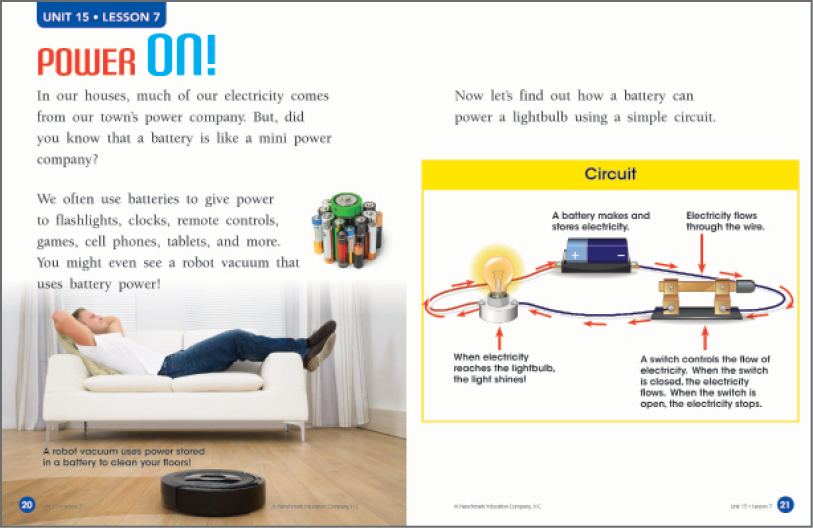 UNIT 15 • LESSON 7
POWER ON!
In our houses, much of our electricity comes
from our town's power company. But, did
you know that a battery is like a mini power
company?
We often use batteries to give power
to flashlights, clocks, remote controls,
games, cell phones, tablets, and more.
You might even see a robot vacuum that
uses battery power!
A robot vacuum uses power stored
in a battery to clean your floors!
20
Unit 15 • Lesson 7
© Benchmark Education Company, LLC
Now let's find out how a battery can
power a lightbulb using a simple circuit.
Circuit
A battery makes and
stores electricity.
Electricity flows
through the wire.
+
–
When electricity
reaches the lightbulb,
the light shines!
A switch controls the flow of
electricity. When the switch
is closed, the electricity
flows. When the switch is
open, the electricity stops.
© Benchmark Education Company, LLC
Unit 15 • Lesson 7
21